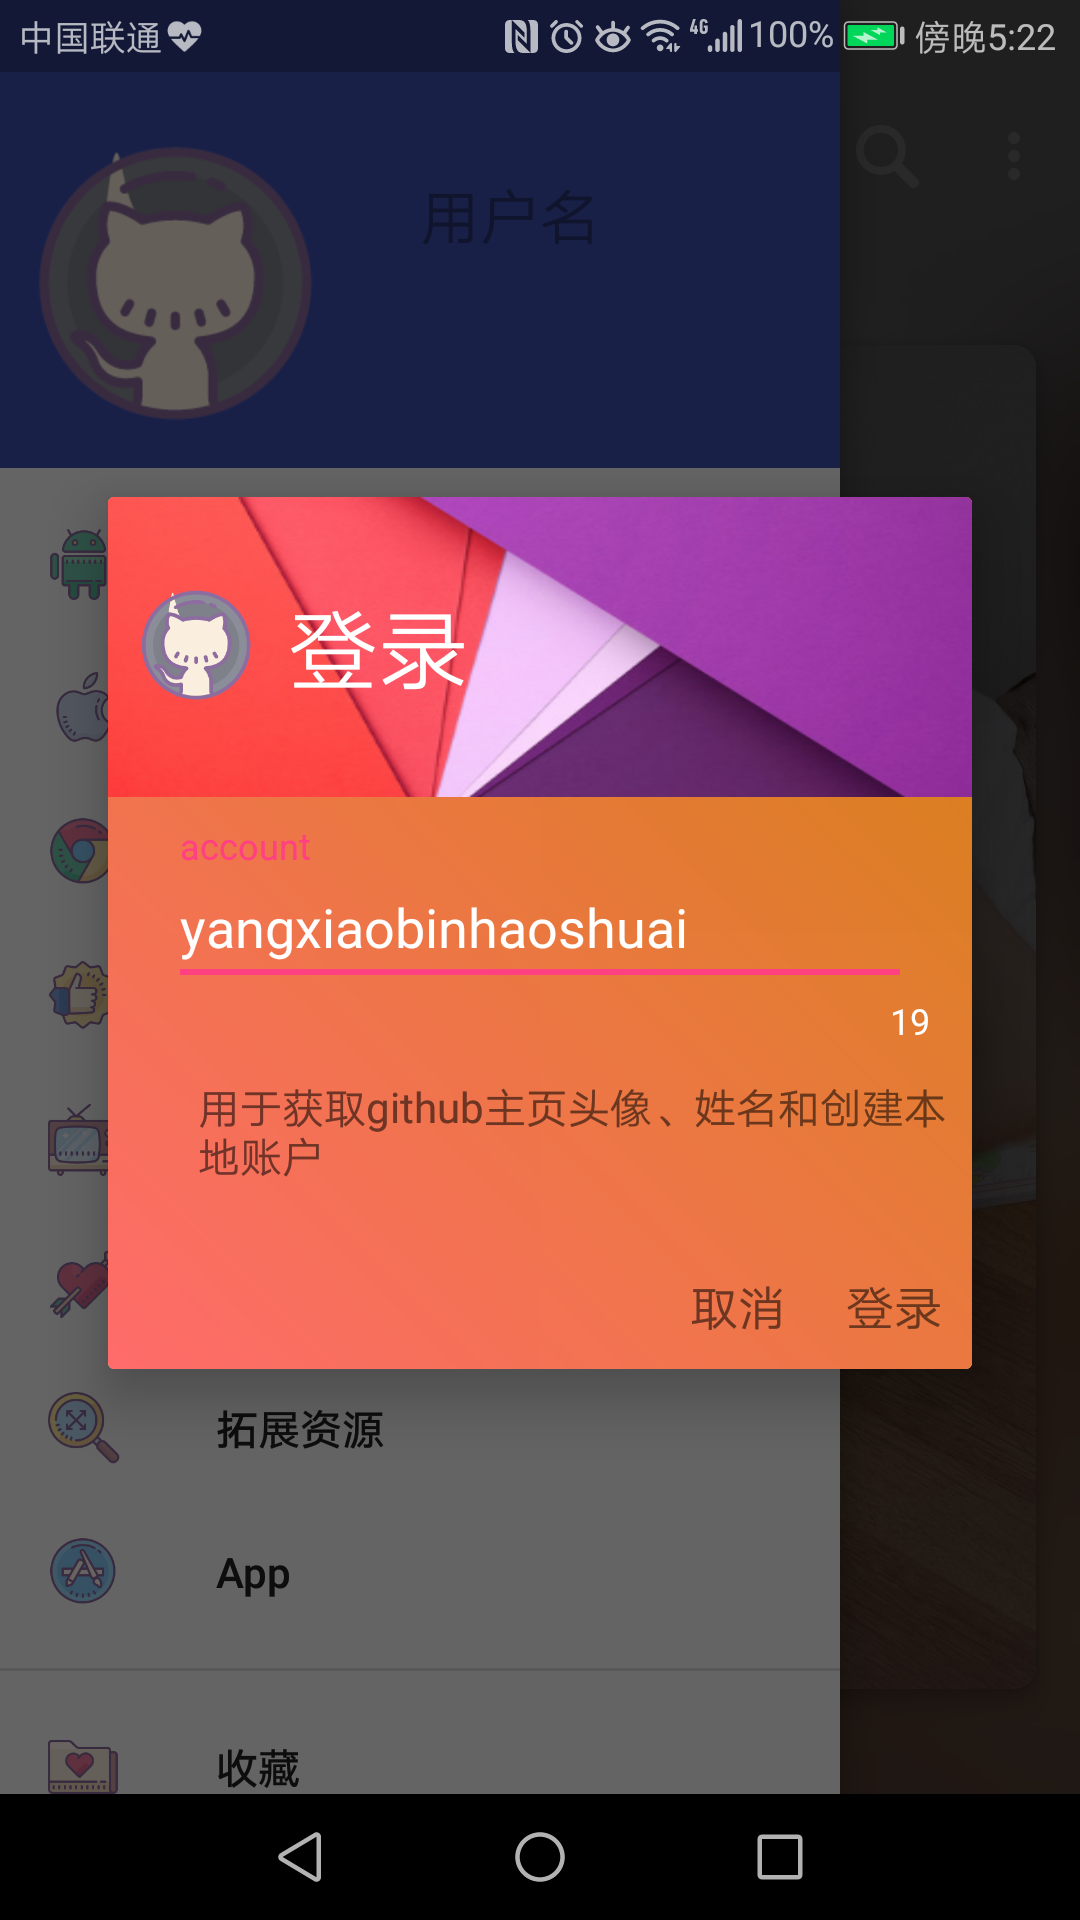 中国联通 4G 100% 傍晚5:22
用户名
登录
account
yangxiaobinhaoshuai
19
用于获取github主页头像、姓名和创建本
地账户
取消 登录
拓展资源
App
收藏